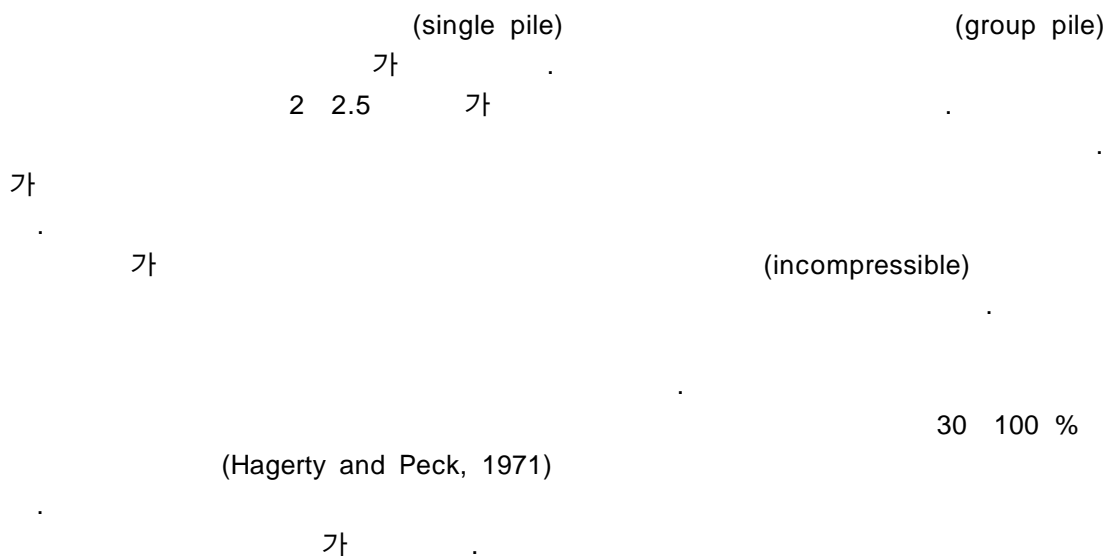 (single pile) (group pile)
가 .
2 2.5 가 .
.
가
.
가 (incompressible)
.
.
30 100 %
(Hagerty and Peck, 1971)
.
가 .